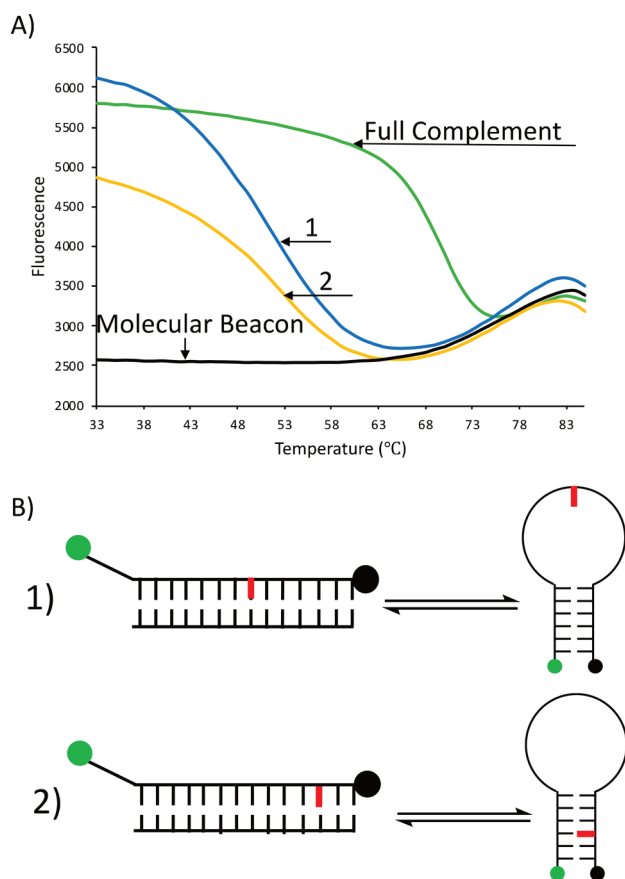 A)
6500
6000
5500
5000
4500
4000
3500
3000
2500
2000
Fluorescence
Full Complement
1
2
Molecular Beacon
33 38 43 48 53 58 63 68 73 78 83
Temperature (°C)
B)
1)
2)